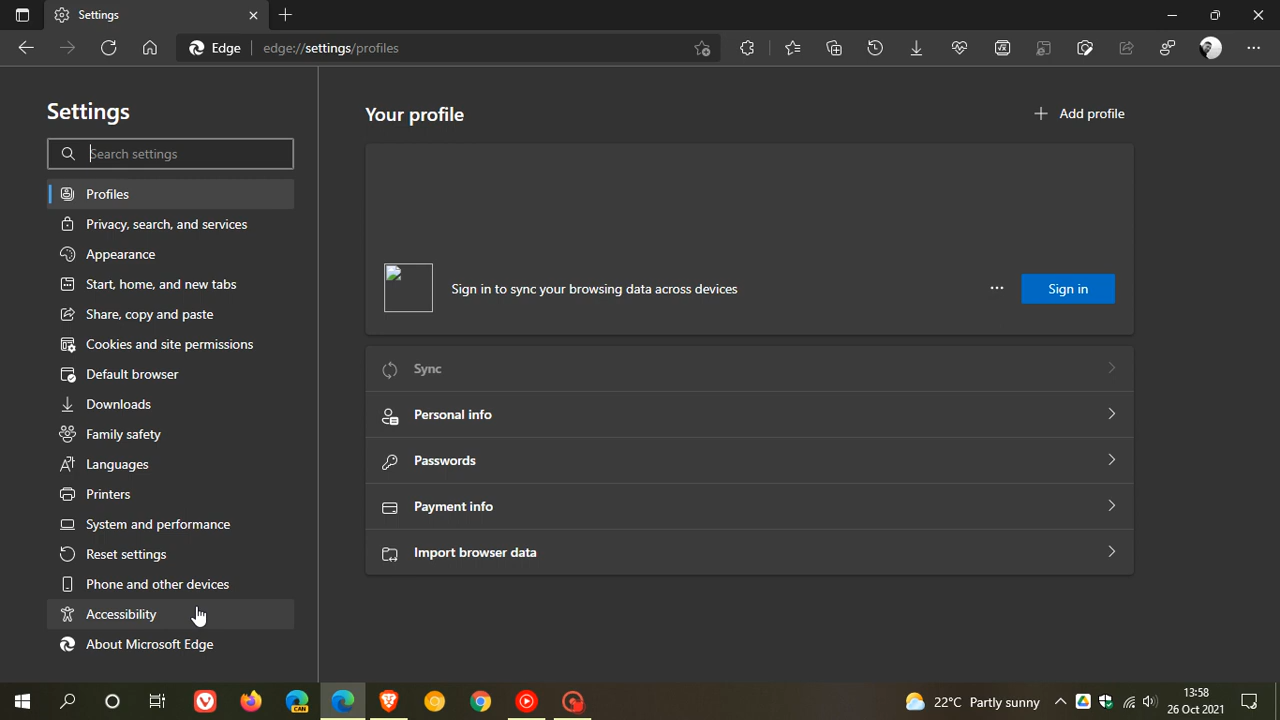 Settings
Edge
edge://settings/profiles
Settings
Search settings
Profiles
Privacy, search, and services
Appearance
Start, home, and new tabs
Share, copy and paste
Cookies and site permissions
Default browser
Downloads
Family safety
Languages
Printers
System and performance
Reset settings
Phone and other devices
Accessibility
About Microsoft Edge
Your profile
Add profile
Sign in to sync your browsing data across devices
Sign in
Sync
Personal info
Passwords
Payment info
Import browser data
CAN
22°C Partly sunny
13:58
26 Oct 2021